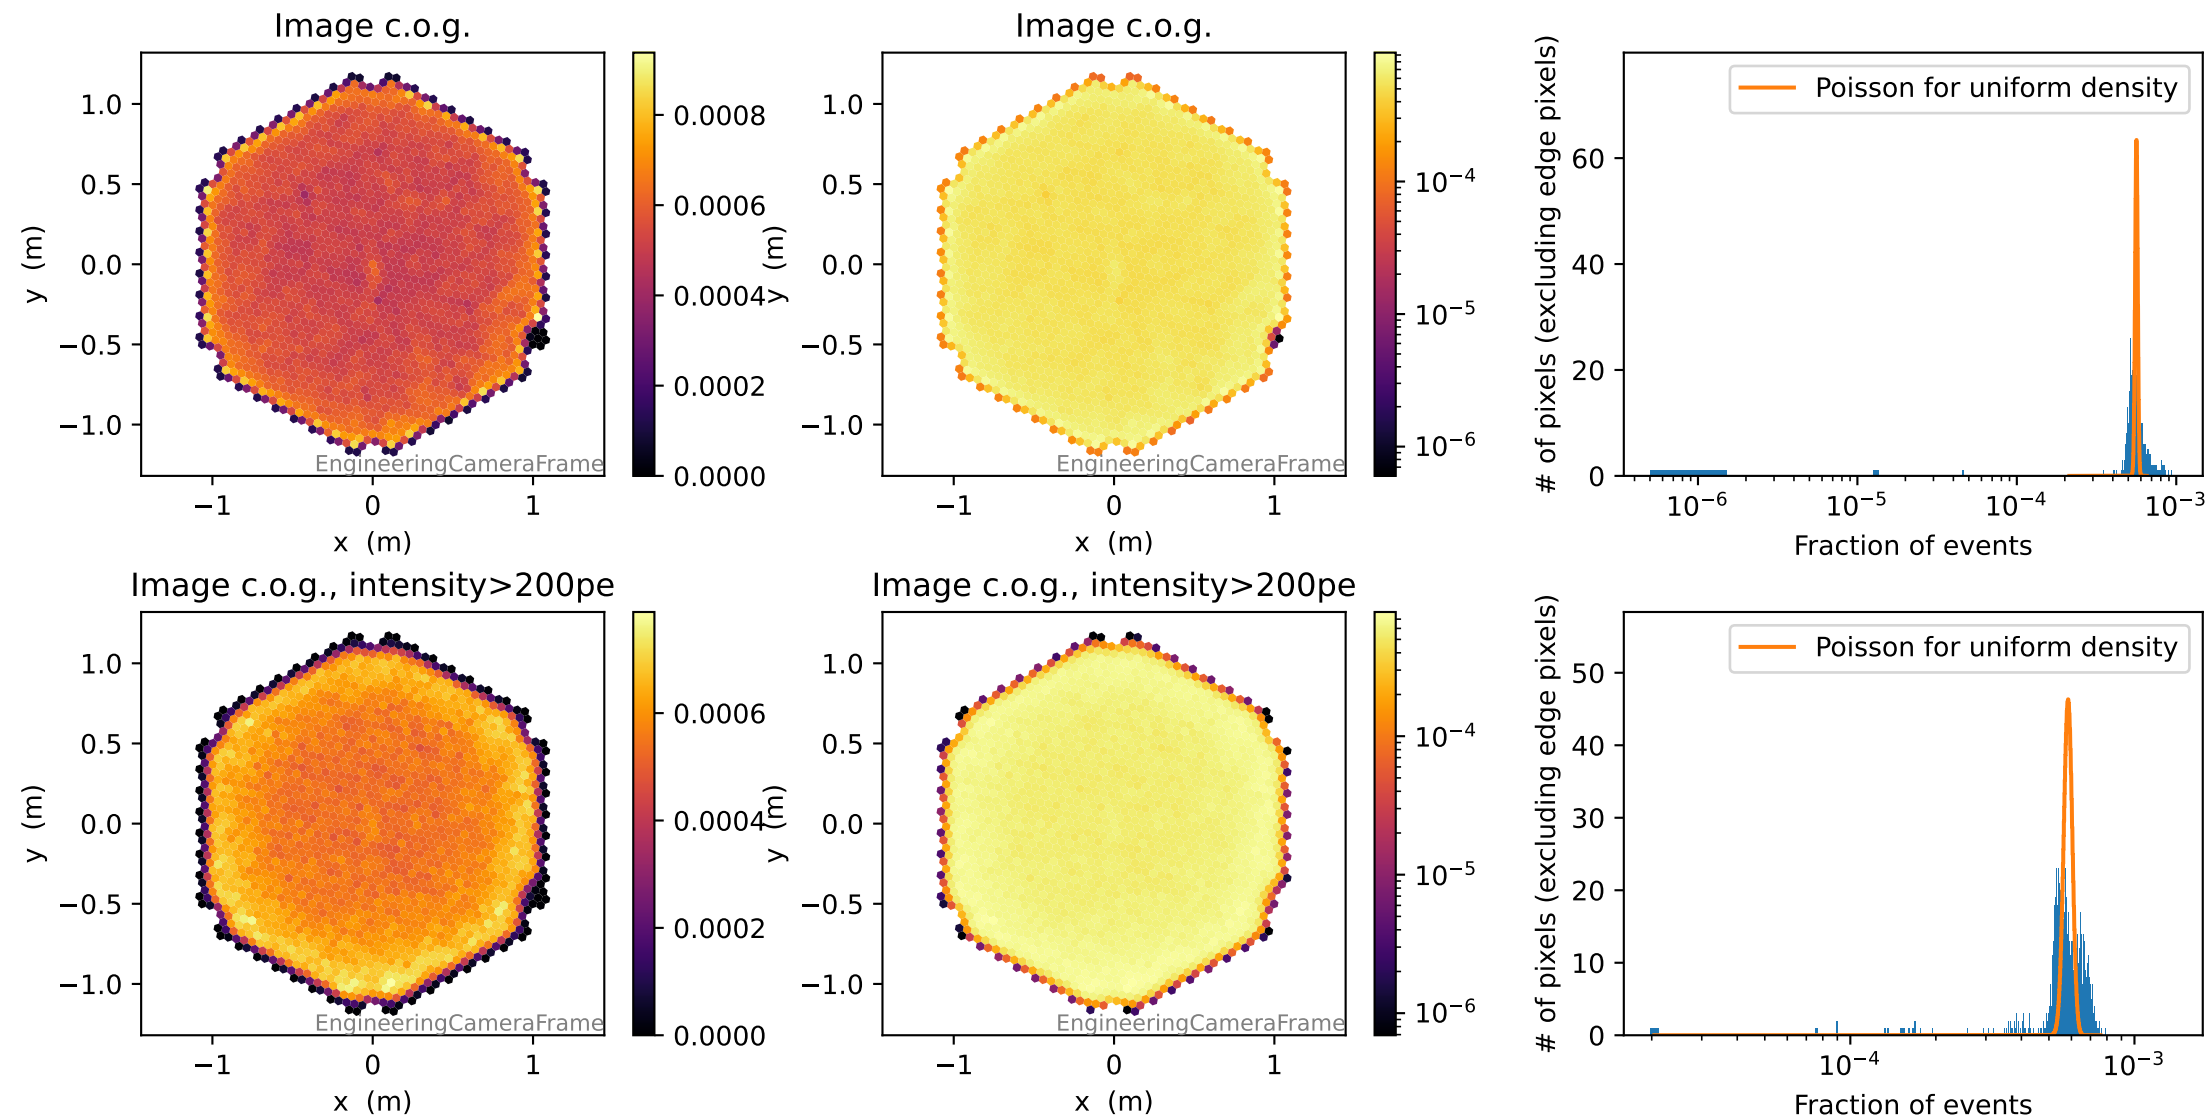 Image c.o.g.
1.0
0.5
0.0
−0.5
−1.0
y (m)
−1
0
1
x (m)
EngineeringCameraFrame
0.0008
0.0006
0.0004
0.0002
0.0000
Image c.o.g.
1.0
0.5
0.0
−0.5
−1.0
y (m)
−1
0
1
x (m)
EngineeringCameraFrame
10⁻⁴
10⁻⁵
10⁻⁶
Poisson for uniform density
# of pixels (excluding edge pixels)
60
40
20
0
10⁻⁶
10⁻⁵
10⁻⁴
10⁻³
Fraction of events
Image c.o.g., intensity>200pe
1.0
0.5
0.0
−0.5
−1.0
y (m)
−1
0
1
x (m)
EngineeringCameraFrame
0.0006
0.0004
0.0002
0.0000
Image c.o.g., intensity>200pe
1.0
0.5
0.0
−0.5
−1.0
y (m)
−1
0
1
x (m)
EngineeringCameraFrame
10⁻⁴
10⁻⁵
10⁻⁶
Poisson for uniform density
# of pixels (excluding edge pixels)
50
40
30
20
10
0
10⁻⁴
10⁻³
Fraction of events